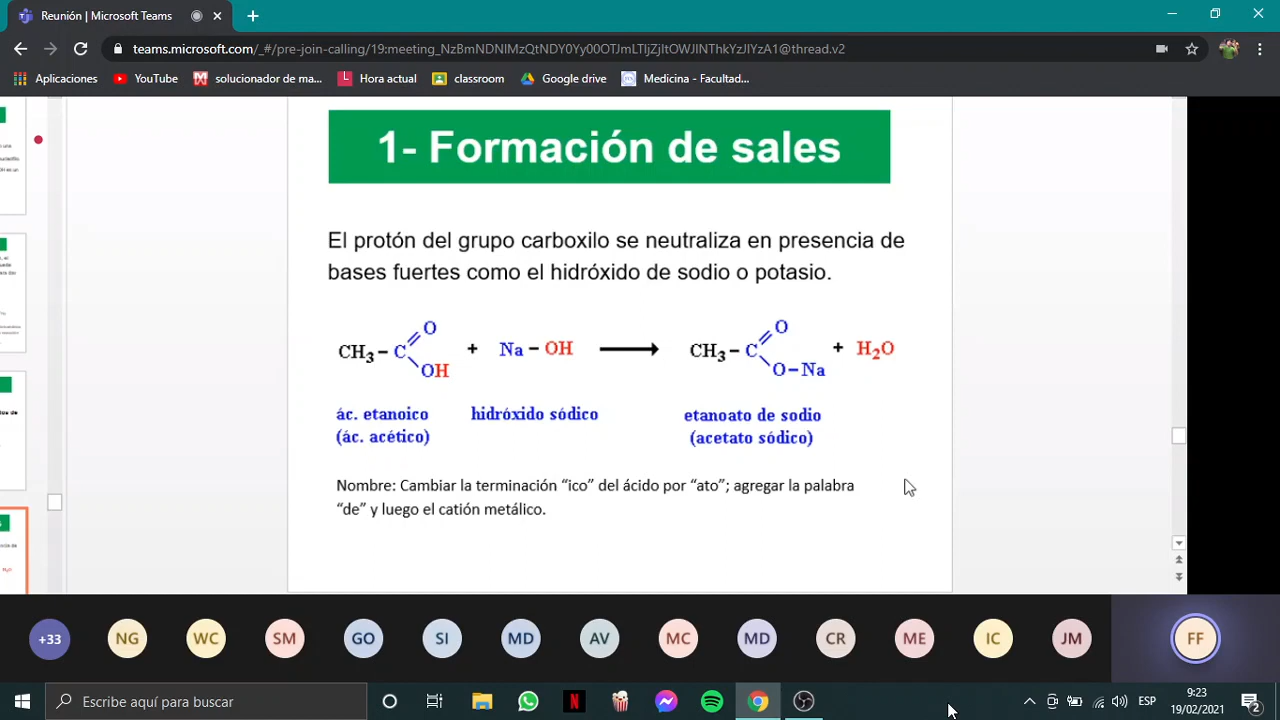 Reunión | Microsoft Teams
teams.microsoft.com/_#/pre-join-calling/19:meeting_NzBmNDNlMzQtNDY0Yy00OTJmLTljZjItOWJlNThkYzJlYzA1@thread.v2
Aplicaciones YouTube solucionador de ma... Hora actual classroom Google drive Medicina – Facultad...
1- Formación de sales
El protón del grupo carboxilo se neutraliza en presencia de
bases fuertes como el hidróxido de sodio o potasio.
CH₃ – C O OH + Na – OH ⟶ CH₃ – C O O – Na + H₂O
ác. etanoico hidróxido sódico etanoato de sodio
(ác. acético) (acetato sódico)
Nombre: Cambiar la terminación “ico” del ácido por “ato”; agregar la palabra
“de” y luego el catión metálico.
+33 NG WC SM GO SI MD AV MC MD CR ME IC JM FF
Escribe aquí para buscar
ESP
9:23
19/02/2021
2